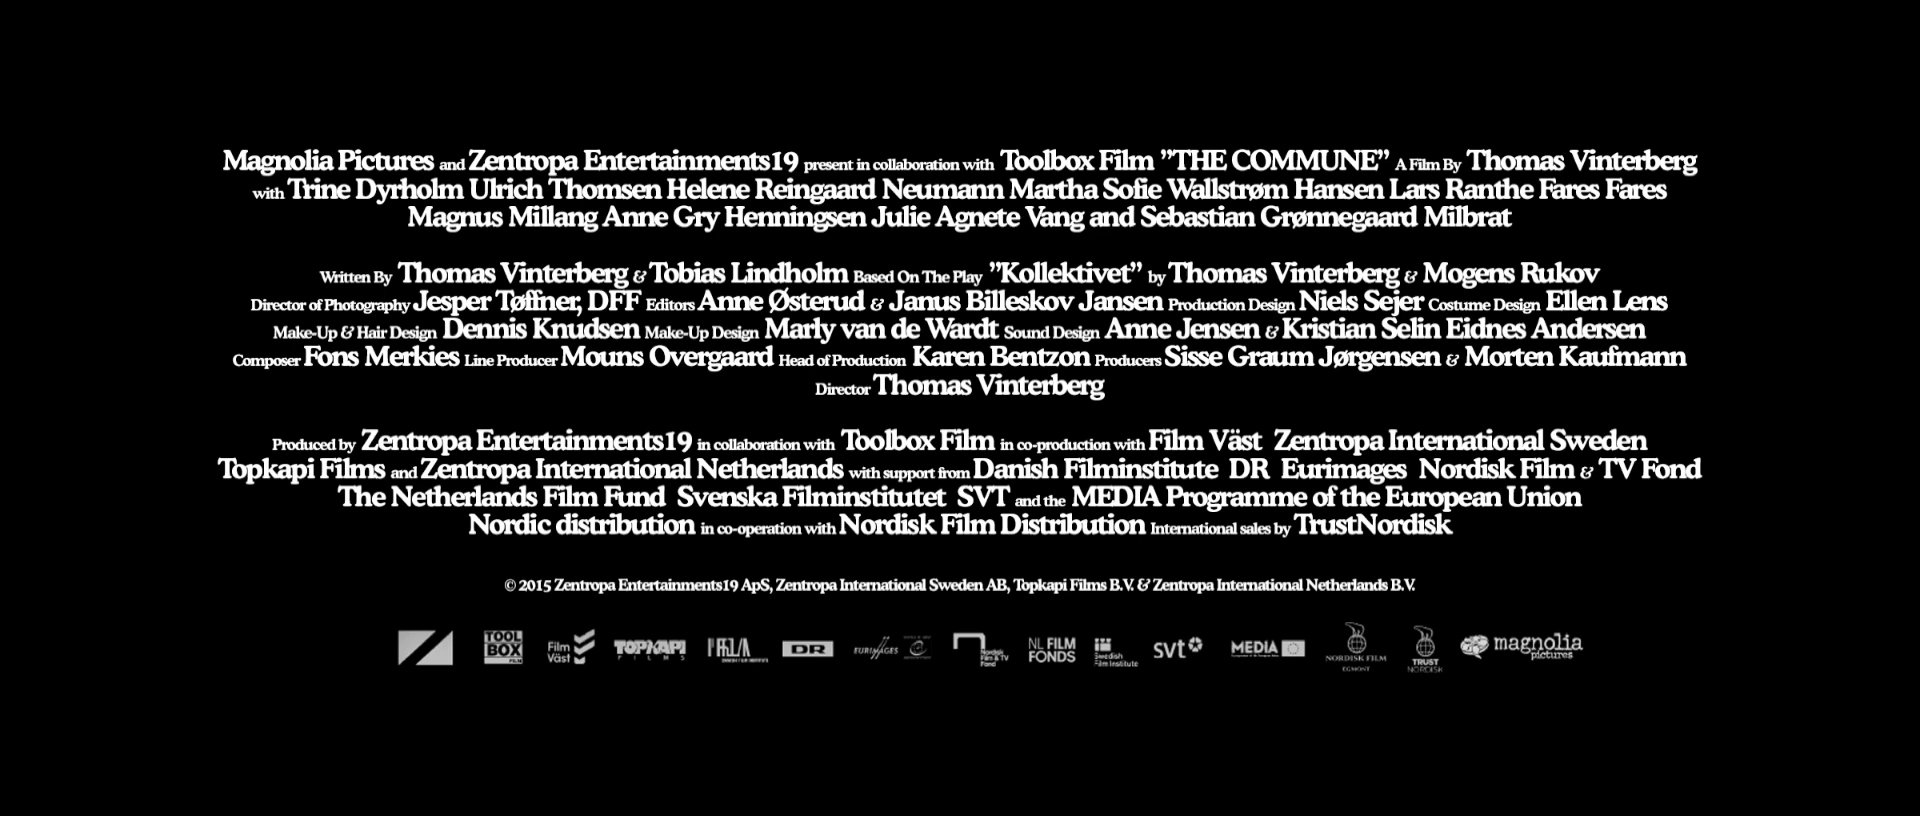 Magnolia Pictures and Zentropa Entertainments19 present in collaboration with Toolbox Film ”THE COMMUNE” A Film By Thomas Vinterberg
with Trine Dyrholm Ulrich Thomsen Helene Reingaard Neumann Martha Sofie Wallstrøm Hansen Lars Ranthe Fares Fares
Magnus Millang Anne Gry Henningsen Julie Agnete Vang and Sebastian Grønnegaard Milbrat
Written By Thomas Vinterberg & Tobias Lindholm Based On The Play ”Kollektivet” by Thomas Vinterberg & Mogens Rukov
Director of Photography Jesper Tøffner, DFF Editors Anne Østerud & Janus Billeskov Jansen Production Design Niels Sejer Costume Design Ellen Lens
Make-Up & Hair Design Dennis Knudsen Make-Up Design Marly van de Wardt Sound Design Anne Jensen & Kristian Selin Eidnes Andersen
Composer Fons Merkies Line Producer Mouns Overgaard Head of Production Karen Bentzon Producers Sisse Graum Jørgensen & Morten Kaufmann
Director Thomas Vinterberg
Produced by Zentropa Entertainments19 in collaboration with Toolbox Film in co-production with Film Väst Zentropa International Sweden
Topkapi Films and Zentropa International Netherlands with support from Danish Filminstitute DR Eurimages Nordisk Film & TV Fond
The Netherlands Film Fund Svenska Filminstitutet SVT and the MEDIA Programme of the European Union
Nordic distribution in co-operation with Nordisk Film Distribution International sales by TrustNordisk
© 2015 Zentropa Entertainments19 ApS, Zentropa International Sweden AB, Topkapi Films B.V. & Zentropa International Netherlands B.V.
TOOL BOX FILM Film Väst TOPKAPI FILMS DR EURIMAGES Nordisk Film & TV Fond NL FILM FONDS Swedish Film Institute svt MEDIA NORDISK FILM EGMONT TRUST NORDISK magnolia pictures